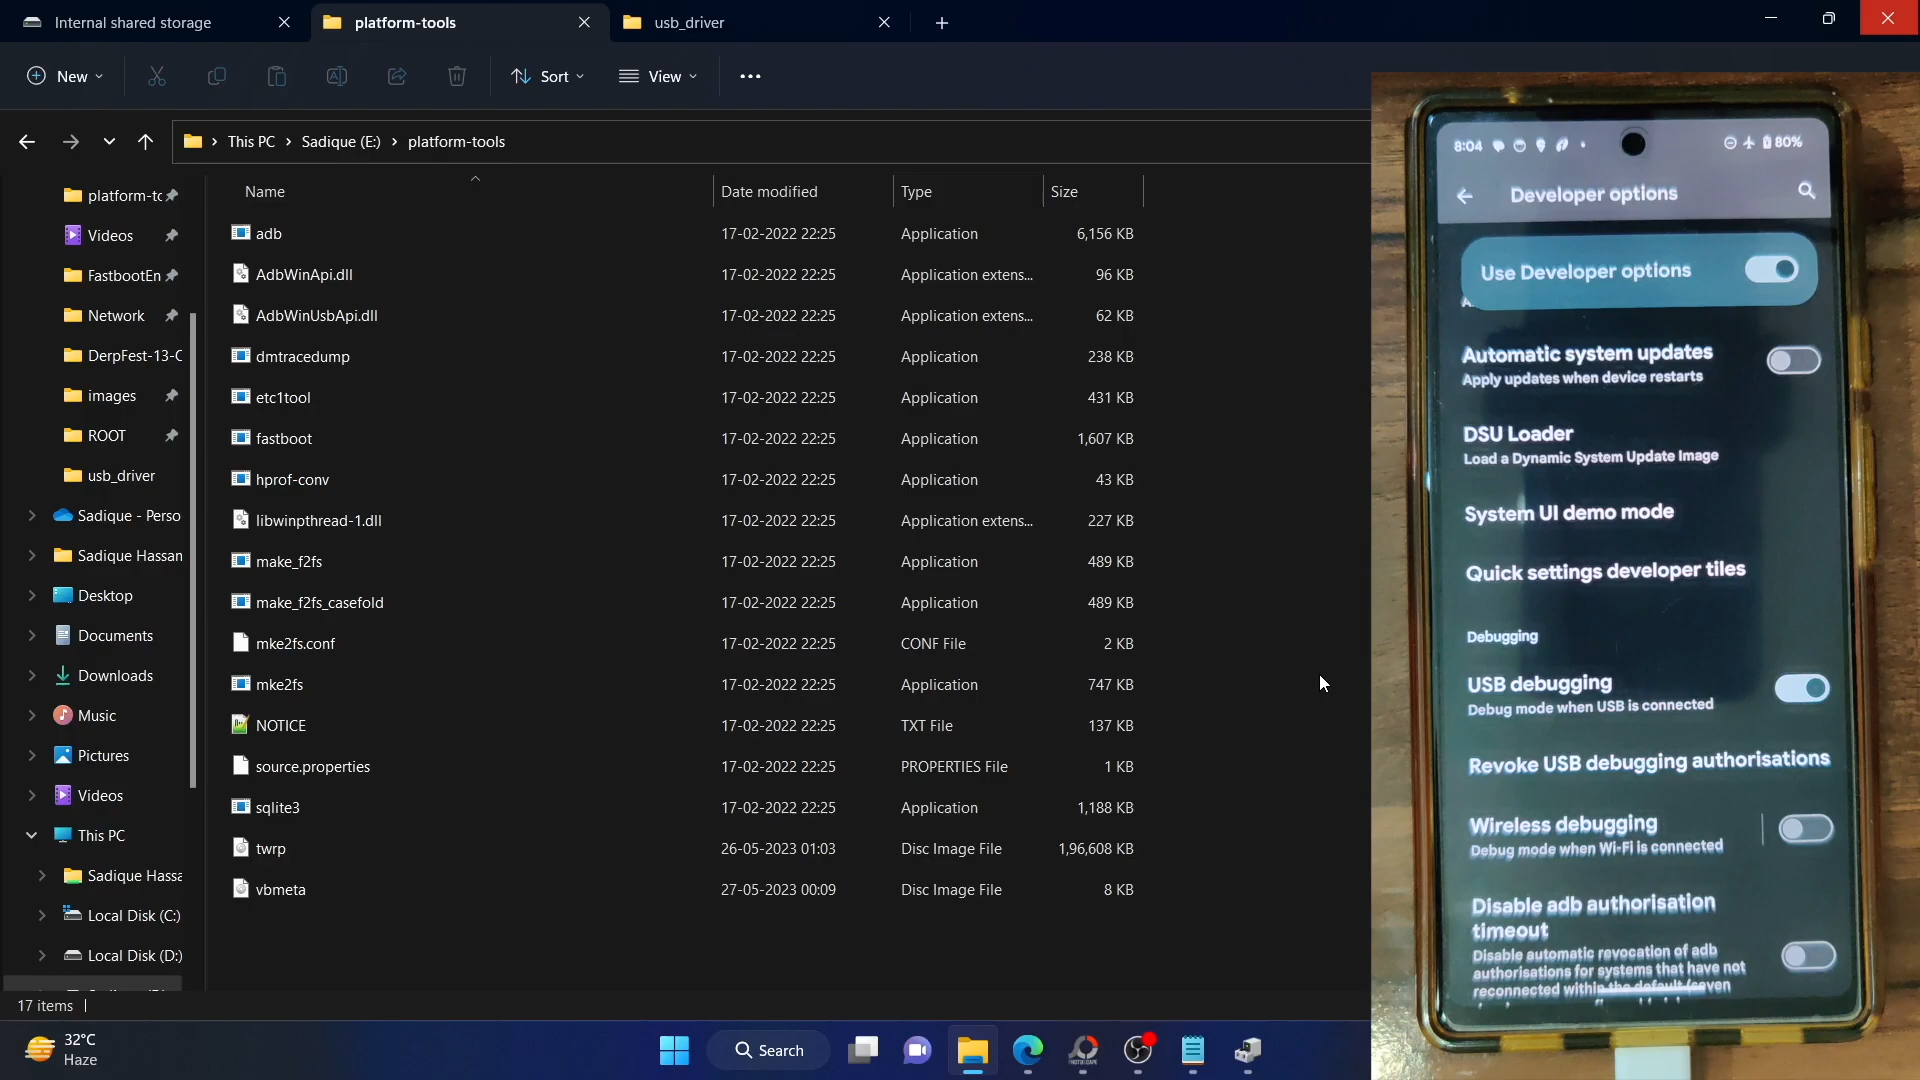 Internal shared storage
platform-tools
usb_driver
New
Sort
View
This PC > Sadique (E:) > platform-tools
Name
Date modified
Type
Size
platform-tc
Videos
FastbootEn
Network
DerpFest-13-C
images
ROOT
usb_driver
Sadique - Perso
Sadique Hassan
Desktop
Documents
Downloads
Music
Pictures
Videos
This PC
Sadique Hassa
Local Disk (C:)
Local Disk (D:)
adb 17-02-2022 22:25 Application 6,156 KB
AdbWinApi.dll 17-02-2022 22:25 Application extens... 96 KB
AdbWinUsbApi.dll 17-02-2022 22:25 Application extens... 62 KB
dmtracedump 17-02-2022 22:25 Application 238 KB
etc1tool 17-02-2022 22:25 Application 431 KB
fastboot 17-02-2022 22:25 Application 1,607 KB
hprof-conv 17-02-2022 22:25 Application 43 KB
libwinpthread-1.dll 17-02-2022 22:25 Application extens... 227 KB
make_f2fs 17-02-2022 22:25 Application 489 KB
make_f2fs_casefold 17-02-2022 22:25 Application 489 KB
mke2fs.conf 17-02-2022 22:25 CONF File 2 KB
mke2fs 17-02-2022 22:25 Application 747 KB
NOTICE 17-02-2022 22:25 TXT File 137 KB
source.properties 17-02-2022 22:25 PROPERTIES File 1 KB
sqlite3 17-02-2022 22:25 Application 1,188 KB
twrp 26-05-2023 01:03 Disc Image File 1,96,608 KB
vbmeta 27-05-2023 00:09 Disc Image File 8 KB
17 items
32°C
Haze
Search
8:04
80%
Developer options
Use Developer options
Automatic system updates
Apply updates when device restarts
DSU Loader
Load a Dynamic System Update Image
System UI demo mode
Quick settings developer tiles
Debugging
USB debugging
Debug mode when USB is connected
Revoke USB debugging authorisations
Wireless debugging
Debug mode when Wi-Fi is connected
Disable adb authorisation
timeout
Disable automatic revocation of adb
authorisations for systems that have not
reconnected within the default (seven